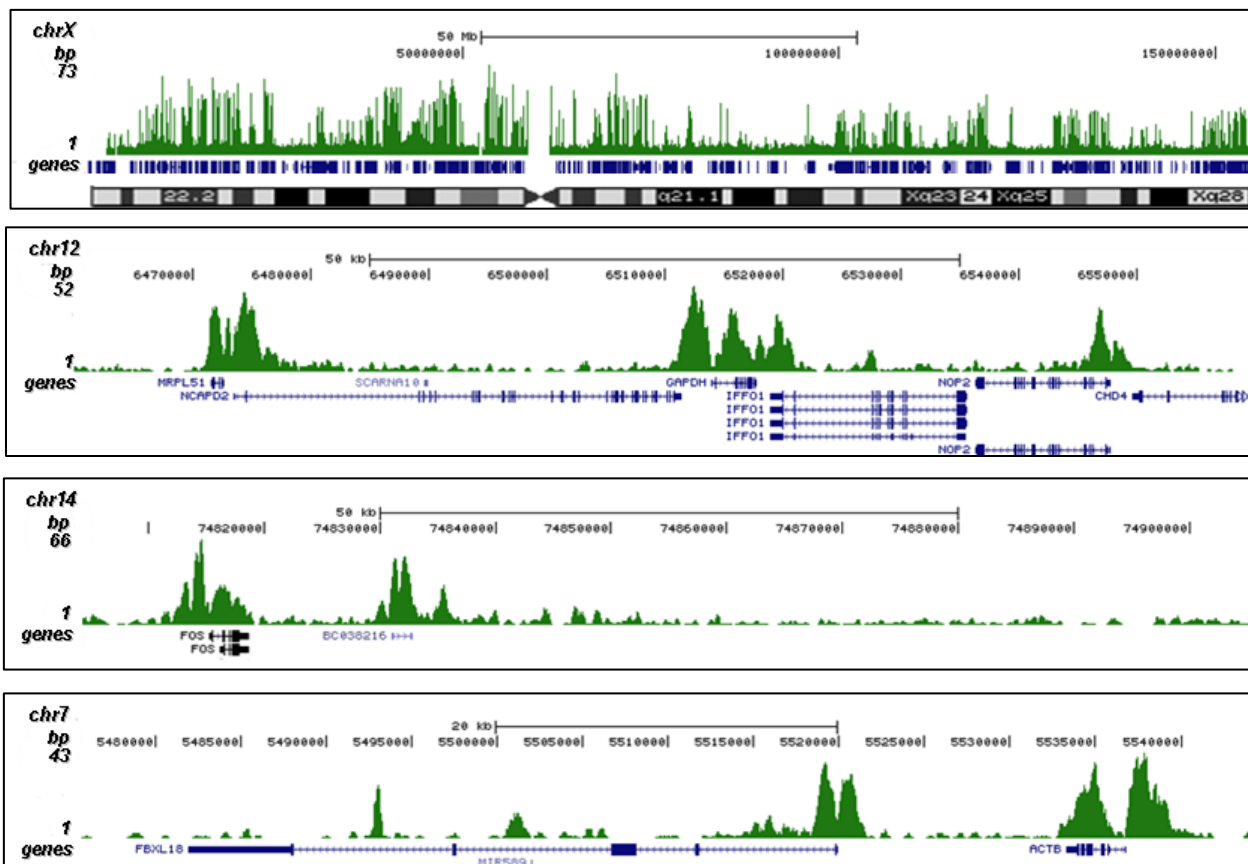 chrX
50 Mb
bp
50000000
100000000
150000000
73
1
genes
22.2
q21.1
Xq23
24
Xq25
Xq28
chr12
50 kb
bp
6470000
6480000
6490000
6500000
6510000
6520000
6530000
6540000
6550000
52
1
genes
MRPL51
SCARNA10
GAPDH
NOP2
NCAPD2
IFFO1
CHD4
IFFO1
IFFO1
IFFO1
NOP2
chr14
50 kb
bp
74820000
74830000
74840000
74850000
74860000
74870000
74880000
74890000
74900000
66
1
genes
FOS
BC038216
FOS
chr7
20 kb
bp
5480000
5485000
5490000
5495000
5500000
5505000
5510000
5515000
5520000
5525000
5530000
5535000
5540000
43
1
genes
FBXL18
ACTB
MIR589